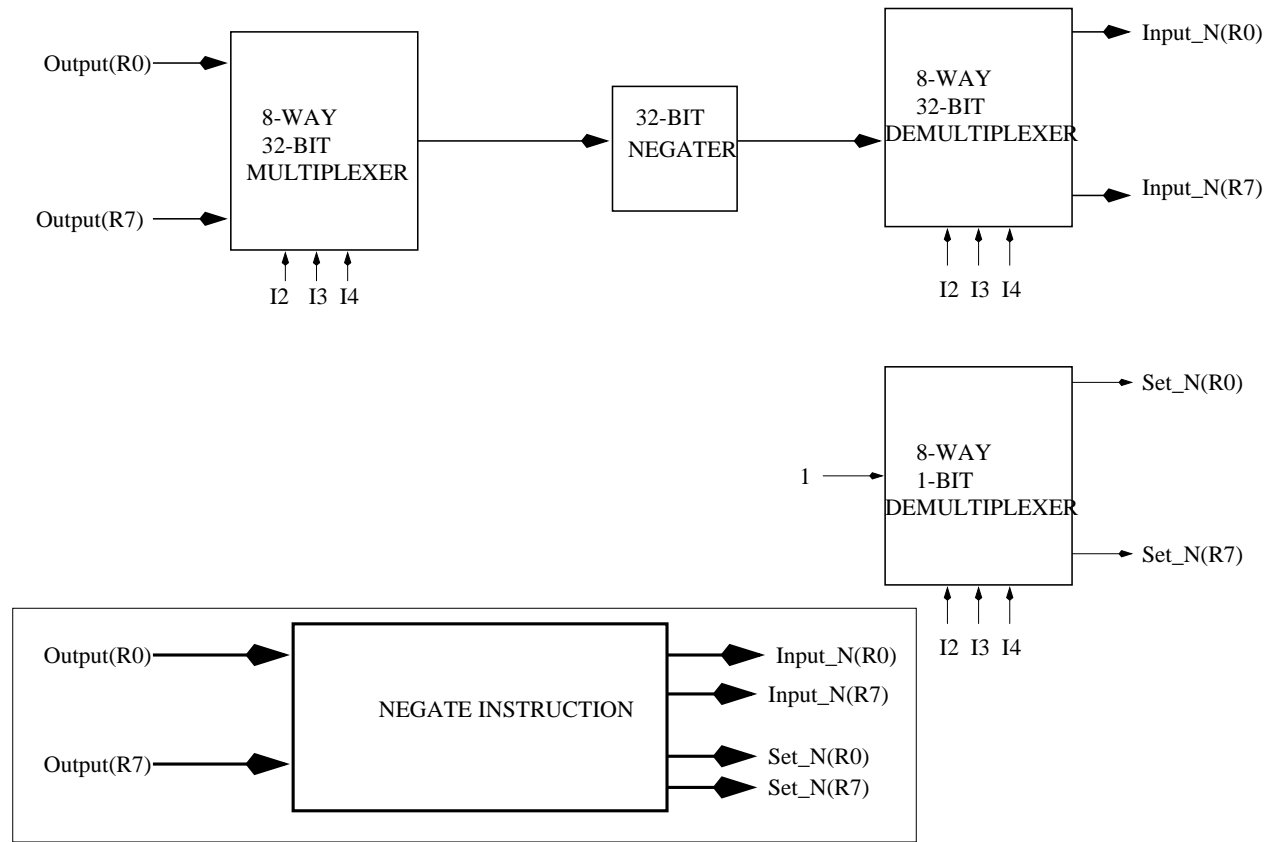 Output(R0)
Output(R7)
8-WAY
32-BIT
MULTIPLEXER
I2 I3 I4
32-BIT
NEGATER
8-WAY
32-BIT
DEMULTIPLEXER
I2 I3 I4
Input_N(R0)
Input_N(R7)
1
8-WAY
1-BIT
DEMULTIPLEXER
I2 I3 I4
Set_N(R0)
Set_N(R7)
Output(R0)
Output(R7)
NEGATE INSTRUCTION
Input_N(R0)
Input_N(R7)
Set_N(R0)
Set_N(R7)